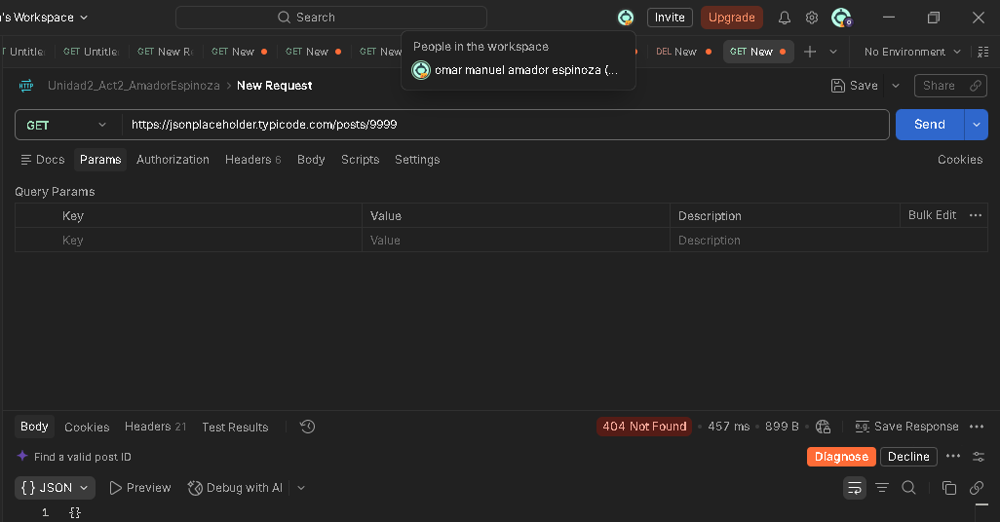 's Workspace Search Invite Upgrade
People in the workspace
omar manuel amador espinoza (...
Untitle GET Untitle GET New R GET New GET New GET New DEL New GET New No Environment
HTTP Unidad2_Act2_AmadorEspinoza > New Request Save Share
GET https://jsonplaceholder.typicode.com/posts/9999 Send
Docs Params Authorization Headers 6 Body Scripts Settings Cookies
Query Params
Key Value Description Bulk Edit
Key Value Description
Body Cookies Headers 21 Test Results 404 Not Found • 457 ms • 899 B e.g. Save Response
Find a valid post ID Diagnose Decline
{} JSON Preview Debug with AI
1 {}